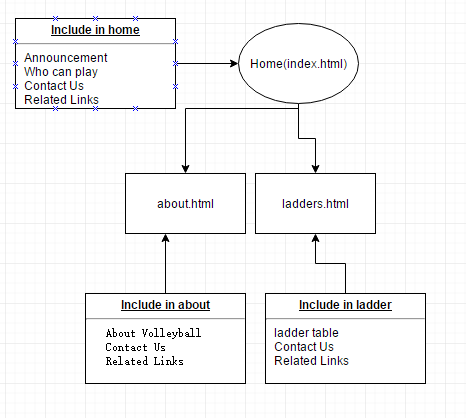 Include in home
Announcement
Who can play
Contact Us
Related Links
Home(index.html)
about.html
ladders.html
Include in about
About Volleyball
Contact Us
Related Links
Include in ladder
ladder table
Contact Us
Related Links